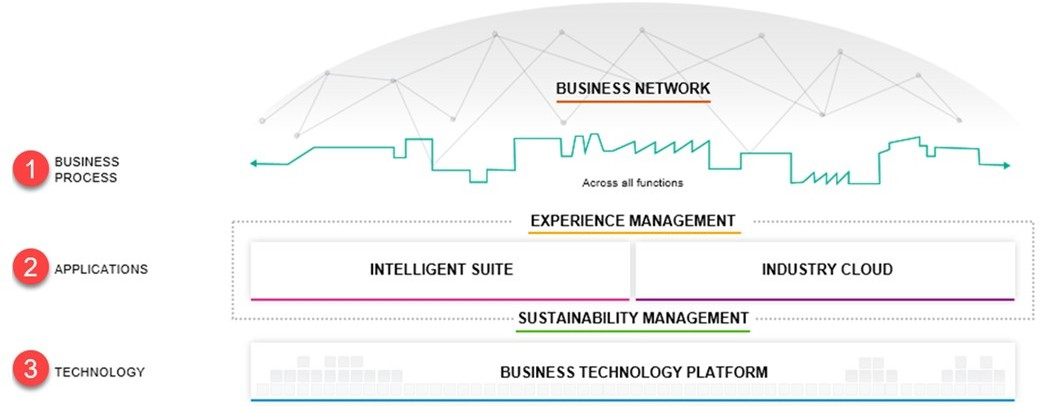 BUSINESS NETWORK
1
BUSINESS
PROCESS
Across all functions
EXPERIENCE MANAGEMENT
2
APPLICATIONS
INTELLIGENT SUITE
INDUSTRY CLOUD
SUSTAINABILITY MANAGEMENT
3
TECHNOLOGY
BUSINESS TECHNOLOGY PLATFORM